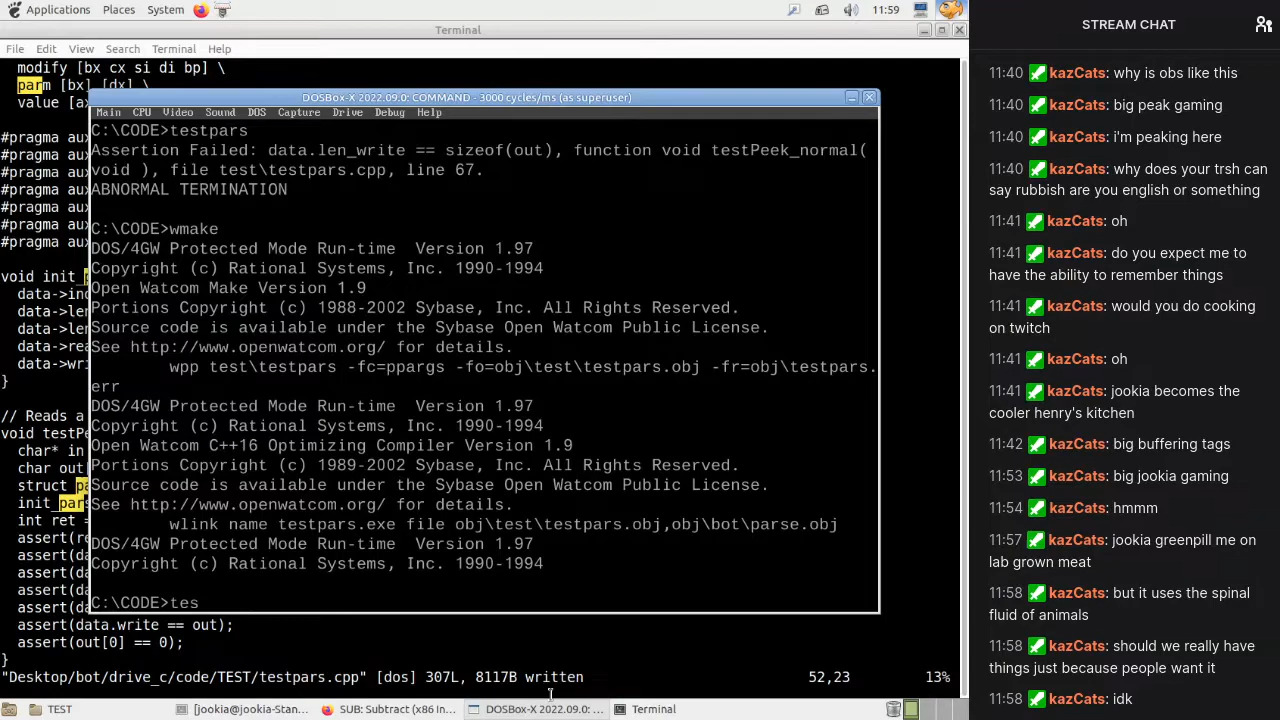 Applications Places System 11:59
Terminal
File Edit View Search Terminal Help
modify [bx cx si di bp] \
parm [bx] [dx] \
value [ax
#pragma aux
#pragma aux
#pragma aux
#pragma aux
#pragma aux
#pragma aux
#pragma aux
void init_p
data->inc
data->len
data->len
data->rea
data->wri
}
// Reads a
void testPe
char* in
char out[
struct pa
init_pars
int ret =
assert(re
assert(da
assert(da
assert(da
assert(da
assert(da
assert(data.write == out);
assert(out[0] == 0);
}
"Desktop/bot/drive_c/code/TEST/testpars.cpp" [dos] 307L, 8117B written 52,23 13%
DOSBox-X 2022.09.0: COMMAND - 3000 cycles/ms (as superuser)
Main CPU Video Sound DOS Capture Drive Debug Help
C:\CODE>testpars
Assertion Failed: data.len_write == sizeof(out), function void testPeek_normal(
void ), file test\testpars.cpp, line 67.
ABNORMAL TERMINATION
C:\CODE>wmake
DOS/4GW Protected Mode Run-time Version 1.97
Copyright (c) Rational Systems, Inc. 1990-1994
Open Watcom Make Version 1.9
Portions Copyright (c) 1988-2002 Sybase, Inc. All Rights Reserved.
Source code is available under the Sybase Open Watcom Public License.
See http://www.openwatcom.org/ for details.
wpp test\testpars -fc=ppargs -fo=obj\test\testpars.obj -fr=obj\testpars.
err
DOS/4GW Protected Mode Run-time Version 1.97
Copyright (c) Rational Systems, Inc. 1990-1994
Open Watcom C++16 Optimizing Compiler Version 1.9
Portions Copyright (c) 1989-2002 Sybase, Inc. All Rights Reserved.
Source code is available under the Sybase Open Watcom Public License.
See http://www.openwatcom.org/ for details.
wlink name testpars.exe file obj\test\testpars.obj,obj\bot\parse.obj
DOS/4GW Protected Mode Run-time Version 1.97
Copyright (c) Rational Systems, Inc. 1990-1994
C:\CODE>tes
TEST [jookia@jookia-Stan... SUB: Subtract (x86 In... DOSBox-X 2022.09.0: ... Terminal
STREAM CHAT
11:40 kazCats: why is obs like this
11:40 kazCats: big peak gaming
11:40 kazCats: i'm peaking here
11:40 kazCats: why does your trsh can
say rubbish are you english or something
11:41 kazCats: oh
11:41 kazCats: do you expect me to
have the ability to remember things
11:41 kazCats: would you do cooking
on twitch
11:41 kazCats: oh
11:41 kazCats: jookia becomes the
cooler henry's kitchen
11:42 kazCats: big buffering tags
11:53 kazCats: big jookia gaming
11:54 kazCats: hmmm
11:57 kazCats: jookia greenpill me on
lab grown meat
11:58 kazCats: but it uses the spinal
fluid of animals
11:58 kazCats: should we really have
things just because people want it
11:58 kazCats: idk